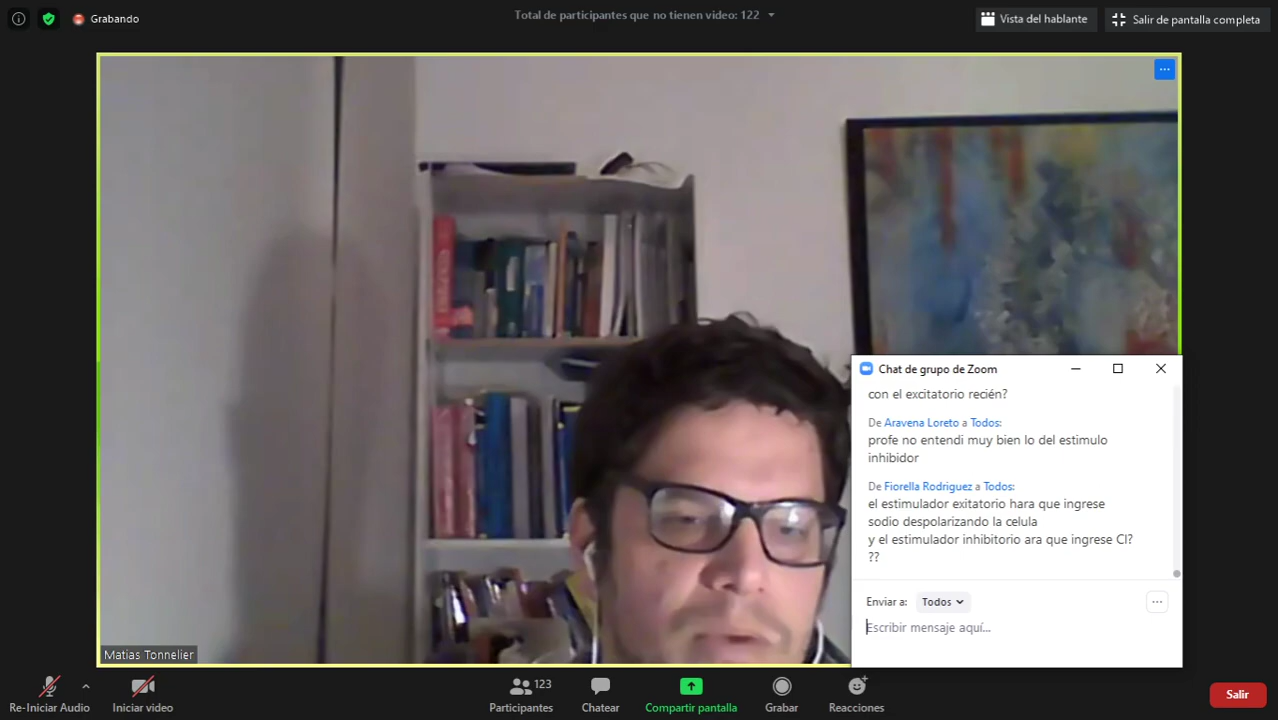 Grabando
Total de participantes que no tienen video: 122
Vista del hablante
Salir de pantalla completa
Chat de grupo de Zoom
con el excitatorio recién?
De Aravena Loreto a Todos:
profe no entendi muy bien lo del estimulo
inhibidor
De Fiorella Rodriguez a Todos:
el estimulador exitatorio hara que ingrese
sodio despolarizando la celula
y el estimulador inhibitorio ara que ingrese Cl?
??
Enviar a: Todos
Escribir mensaje aquí...
Matias Tonnelier
Re-Iniciar Audio
Iniciar video
Participantes 123
Chatear
Compartir pantalla
Grabar
Reacciones
Salir